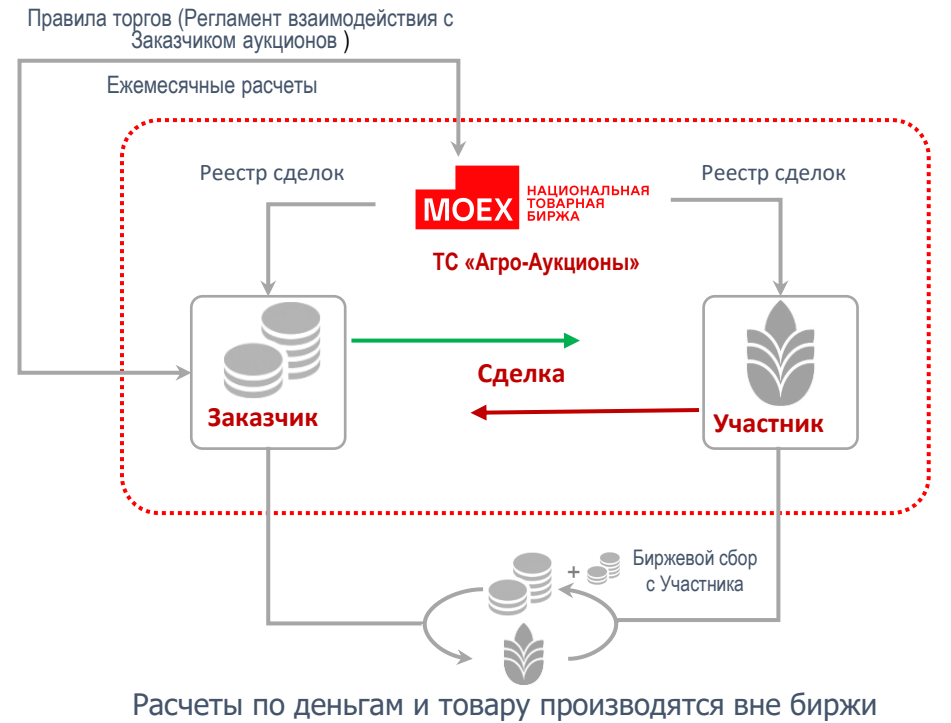 Правила торгов (Регламент взаимодействия с
Заказчиком аукционов )
Ежемесячные расчеты
Реестр сделок
MOEX
НАЦИОНАЛЬНАЯ
ТОВАРНАЯ
БИРЖА
Реестр сделок
ТС «Агро-Аукционы»
Сделка
Заказчик
Участник
+
Биржевой сбор
с Участника
Расчеты по деньгам и товару производятся вне биржи